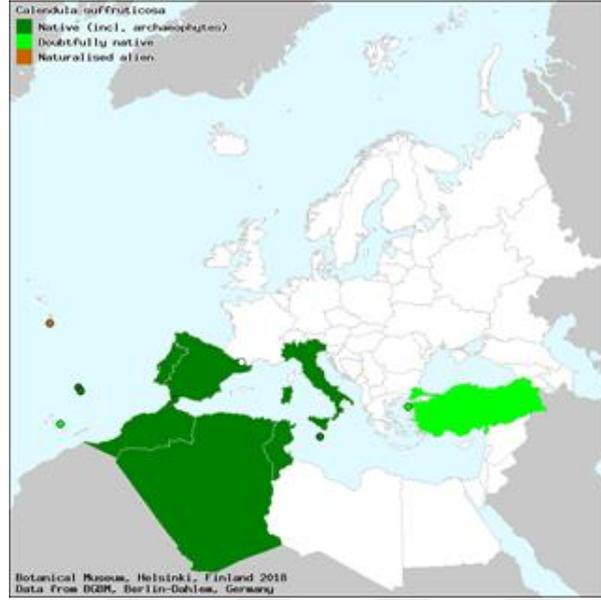 Calendula suffruticosa
Native (incl. archaeophytes)
Doubtfully native
Naturalised alien
Botanical Museum, Helsinki, Finland 2018
Data from BGBM, Berlin-Dahlem, Germany